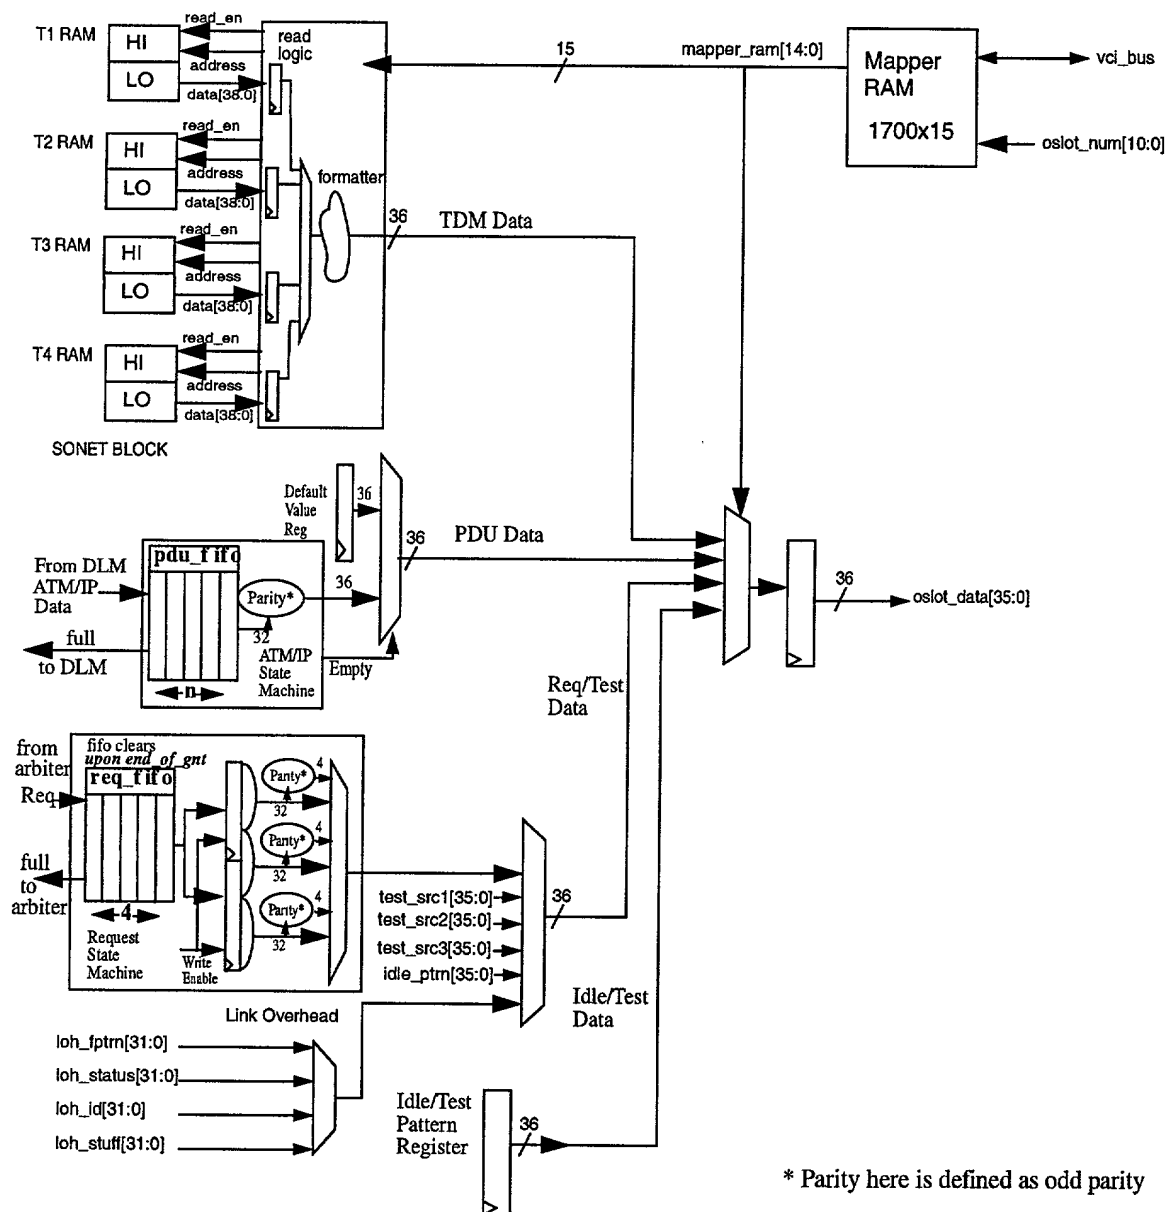 T1 RAM
HI
LO
read_en
address
data[38:0]
read
logic
15
mapper_ram[14:0]
Mapper
RAM
1700x15
vci_bus
oslot_num[10:0]
T2 RAM
HI
LO
read_en
address
data[38:0]
formatter
36
TDM Data
T3 RAM
HI
LO
read_en
address
data[38:0]
T4 RAM
HI
LO
read_en
address
data[38:0]
SONET BLOCK
Default
Value
Reg
36
36
PDU Data
From DLM
ATM/IP
Data
pdu_fifo
Parity*
36
32
full
to DLM
n
ATM/IP
State
Machine
Empty
36
oslot_data[35:0]
Req/Test
Data
from
arbiter
Req
fifo clears
upon end_of_gnt
req_fifo
Parity*
4
32
Parity*
4
32
Parity*
4
32
full
to
arbiter
4
Request
State
Machine
Write
Enable
test_src1[35:0]
test_src2[35:0]
test_src3[35:0]
idle_ptrn[35:0]
36
Idle/Test
Data
Link Overhead
loh_fptrn[31:0]
loh_status[31:0]
loh_id[31:0]
loh_stuff[31:0]
Idle/Test
Pattern
Register
36
* Parity here is defined as odd parity